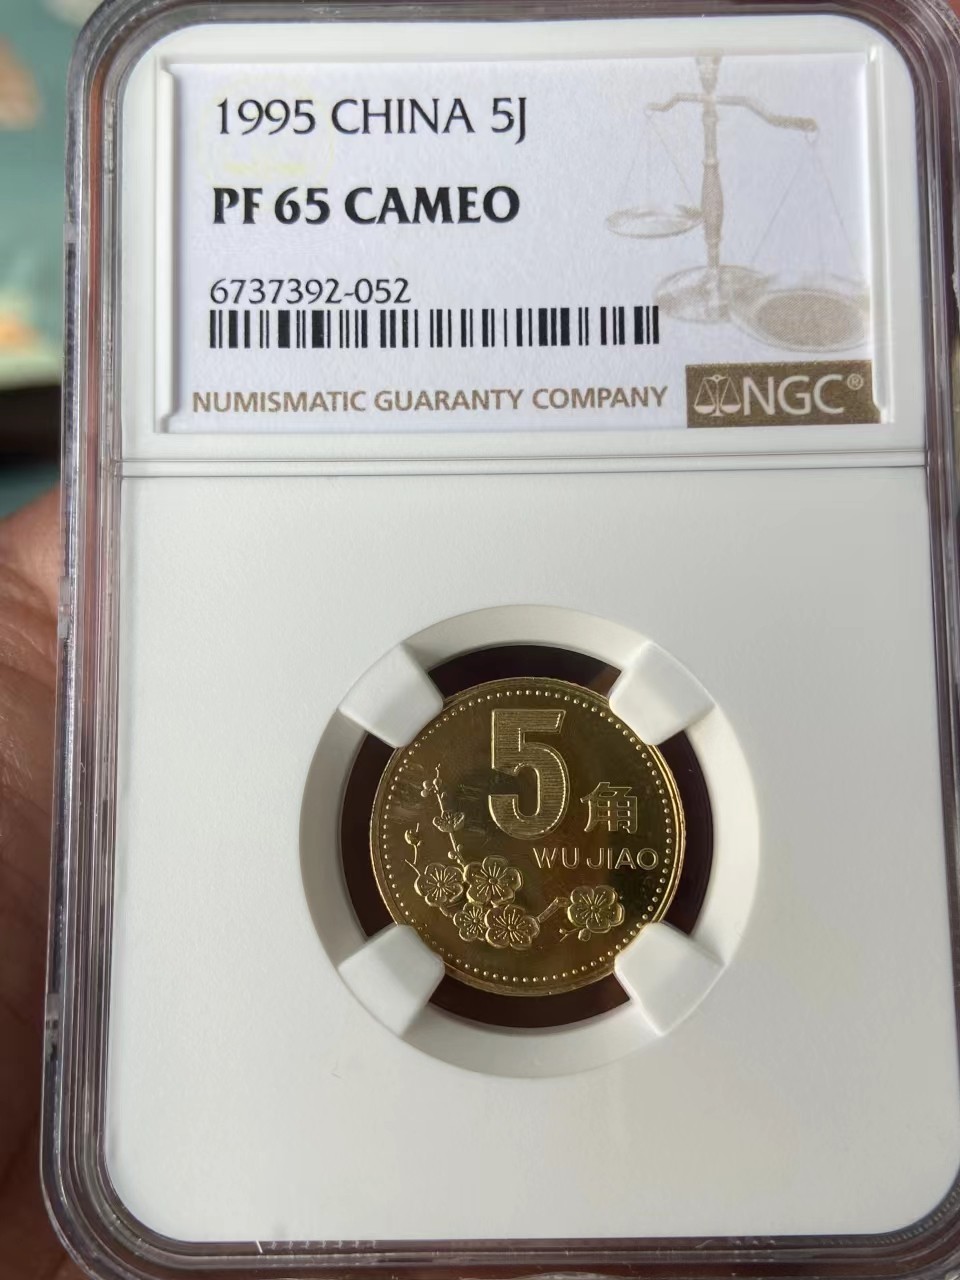 1995 CHINA 5J
PF 65 CAMEO
6737392-052
NUMISMATIC GUARANTY COMPANY
NGC®
5
角
WU JIAO